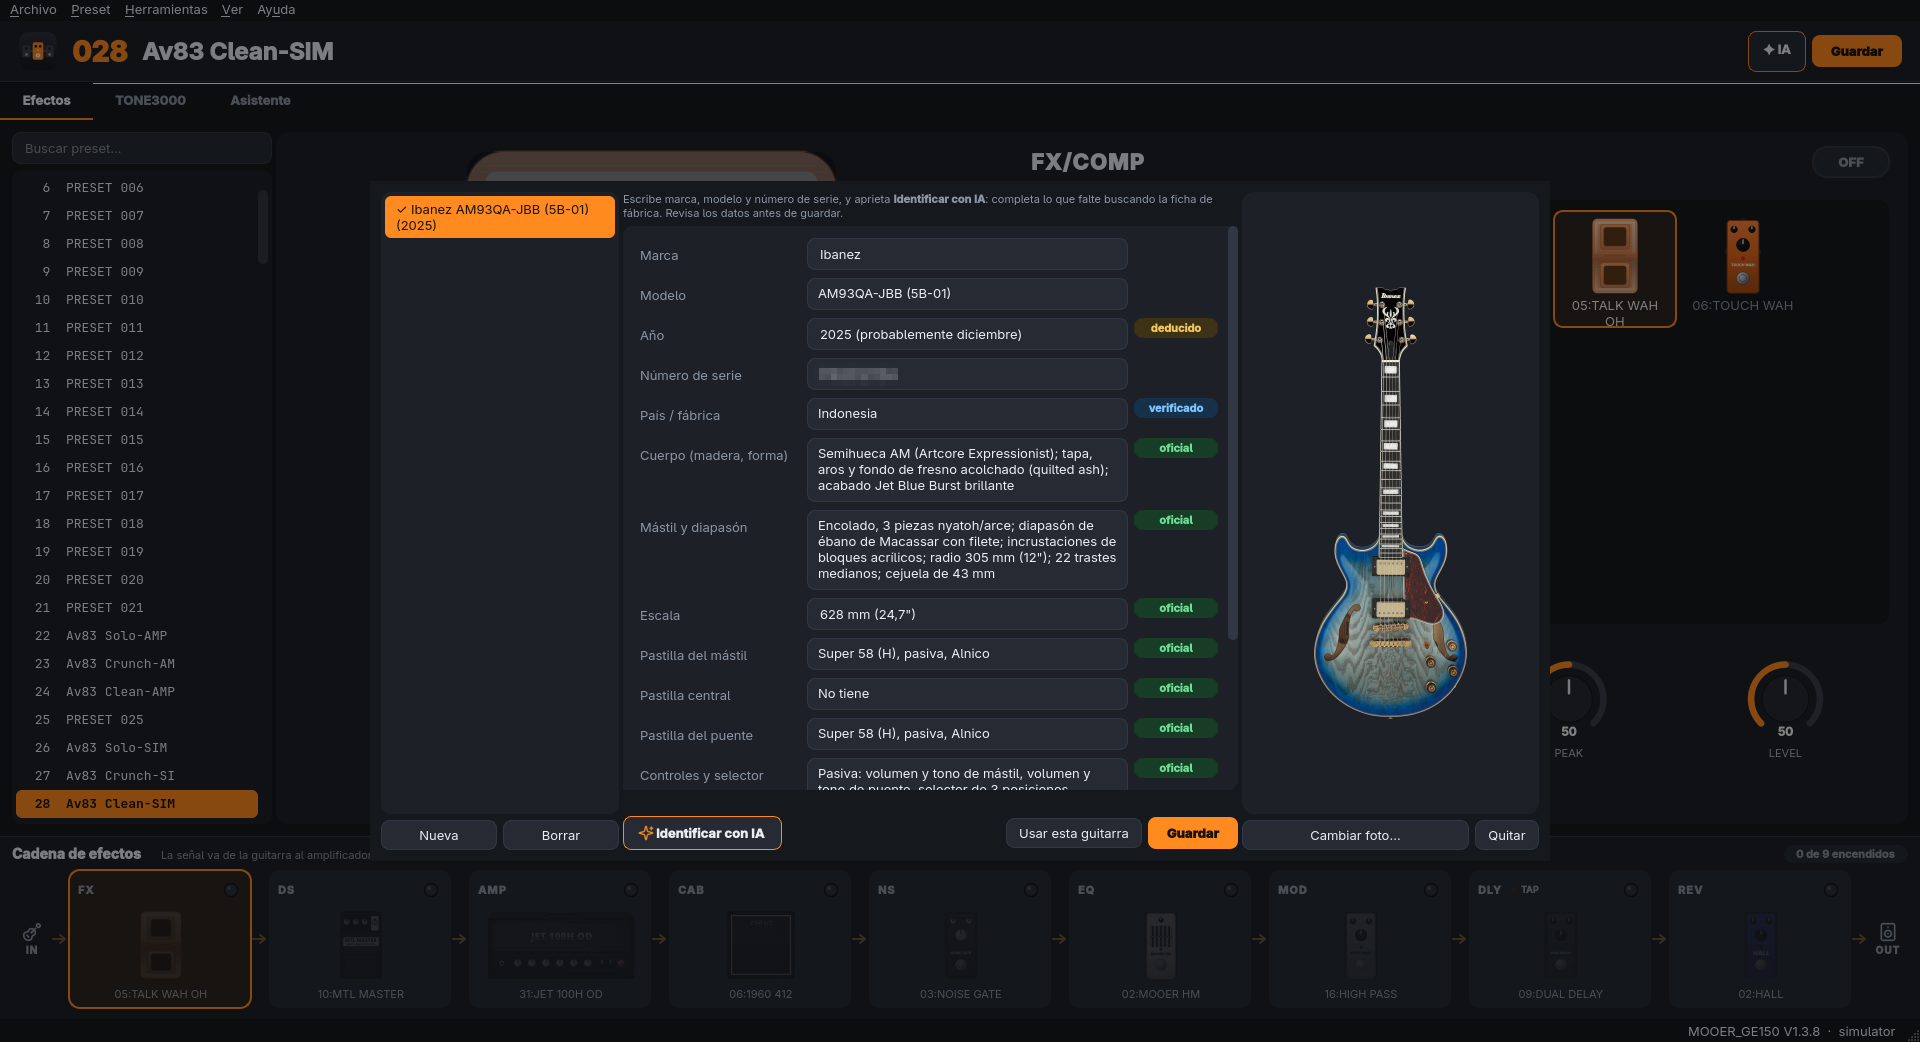 Archivo Preset Herramientas Ver Ayuda
028 Av83 Clean-SIM
IA
Guardar
Efectos TONE3000 Asistente
Buscar preset...
6 PRESET 006
7 PRESET 007
8 PRESET 008
9 PRESET 009
10 PRESET 010
11 PRESET 011
12 PRESET 012
13 PRESET 013
14 PRESET 014
15 PRESET 015
16 PRESET 016
17 PRESET 017
18 PRESET 018
19 PRESET 019
20 PRESET 020
21 PRESET 021
22 Av83 Solo-AMP
23 Av83 Crunch-AM
24 Av83 Clean-AMP
25 PRESET 025
26 Av83 Solo-SIM
27 Av83 Crunch-SI
28 Av83 Clean-SIM
FX/COMP
OFF
✓ Ibanez AM93QA-JBB (5B-01)
(2025)
Escribe marca, modelo y número de serie, y aprieta Identificar con IA: completa lo que falte buscando la ficha de
fábrica. Revisa los datos antes de guardar.
Marca Ibanez
Modelo AM93QA-JBB (5B-01)
Año 2025 (probablemente diciembre) deducido
Número de serie
País / fábrica Indonesia verificado
Cuerpo (madera, forma) Semihueca AM (Artcore Expressionist); tapa, oficial
aros y fondo de fresno acolchado (quilted ash);
acabado Jet Blue Burst brillante
Mástil y diapasón Encolado, 3 piezas nyatoh/arce; diapasón de oficial
ébano de Macassar con filete; incrustaciones de
bloques acrílicos; radio 305 mm (12"); 22 trastes
medianos; cejuela de 43 mm
Escala 628 mm (24,7") oficial
Pastilla del mástil Super 58 (H), pasiva, Alnico oficial
Pastilla central No tiene oficial
Pastilla del puente Super 58 (H), pasiva, Alnico oficial
Controles y selector Pasiva: volumen y tono de mástil, volumen y oficial
tono de puente, selector de 3 posiciones
Nueva Borrar Identificar con IA Usar esta guitarra Guardar Cambiar foto... Quitar
Ibanez
05:TALK WAH
OH
06:TOUCH WAH
50 50
PEAK LEVEL
Cadena de efectos La señal va de la guitarra al amplificador
0 de 9 encendidos
IN
FX DS AMP CAB NS EQ MOD DLY TAP REV
JET 100H OD
OUT
05:TALK WAH OH 10:MTL MASTER 31:JET 100H OD 06:1960 412 03:NOISE GATE 02:MOOER HM 16:HIGH PASS 09:DUAL DELAY 02:HALL
MOOER_GE150 V1.3.8 · simulator